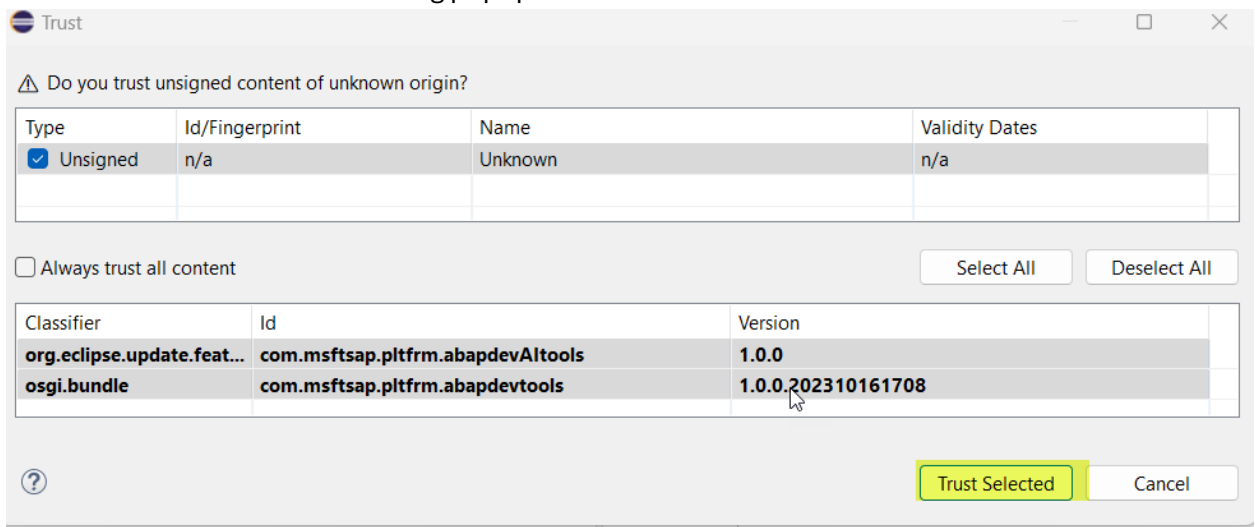 Trust
Do you trust unsigned content of unknown origin?
Type Id/Fingerprint Name Validity Dates
Unsigned n/a Unknown n/a
Always trust all content Select All Deselect All
Classifier Id Version
org.eclipse.update.feat... com.msftsap.pltfrm.abapdevAItools 1.0.0
osgi.bundle com.msftsap.pltfrm.abapdevtools 1.0.0.202310161708
? Trust Selected Cancel